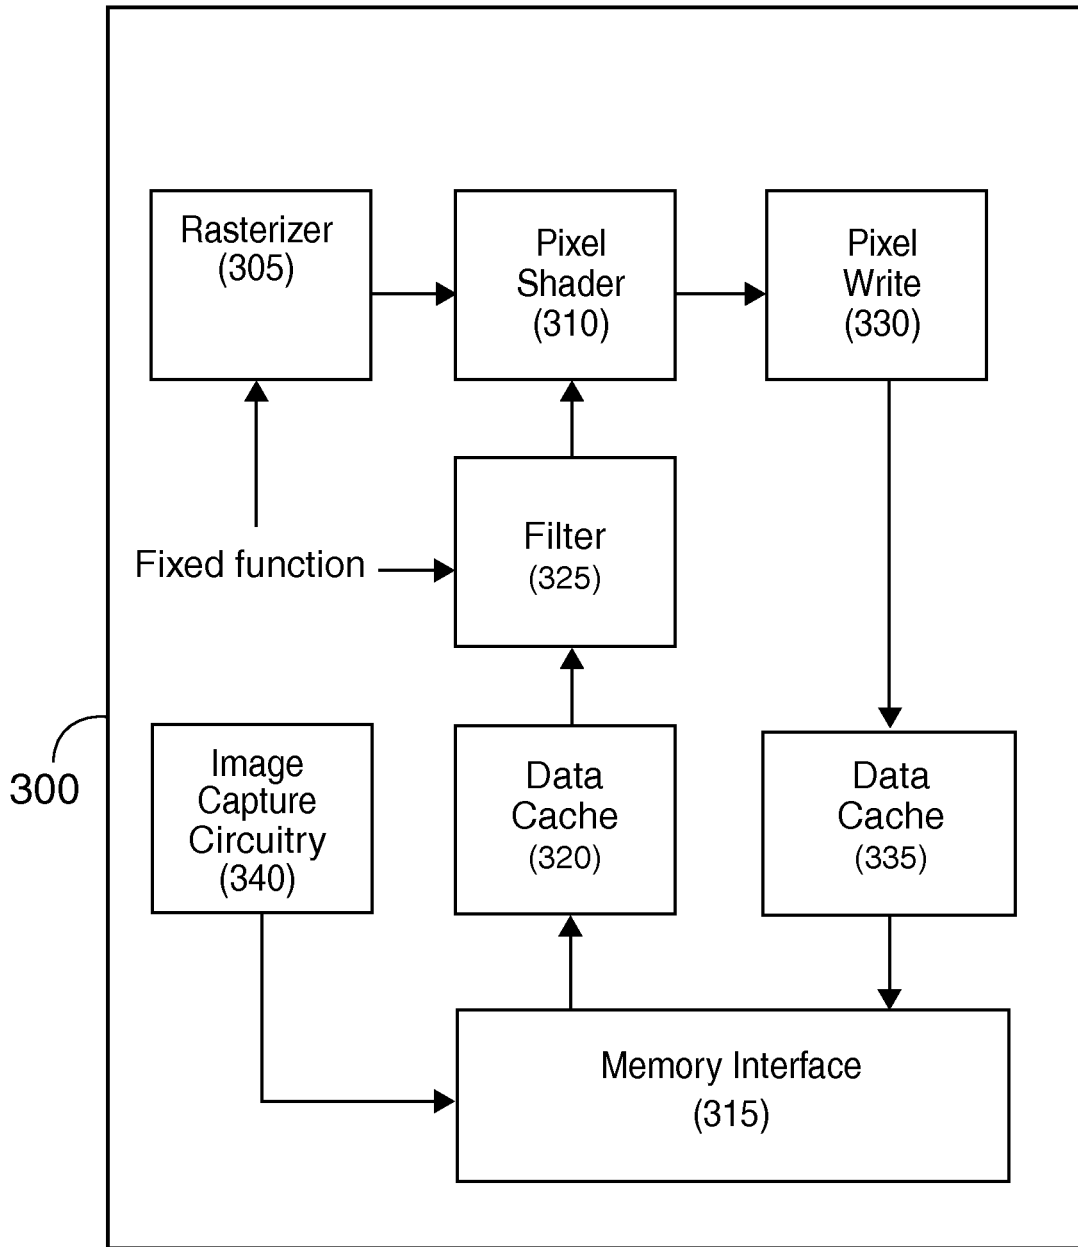 Rasterizer
(305)
Pixel
Shader
(310)
Pixel
Write
(330)
Fixed function
Filter
(325)
300
Image
Capture
Circuitry
(340)
Data
Cache
(320)
Data
Cache
(335)
Memory Interface
(315)